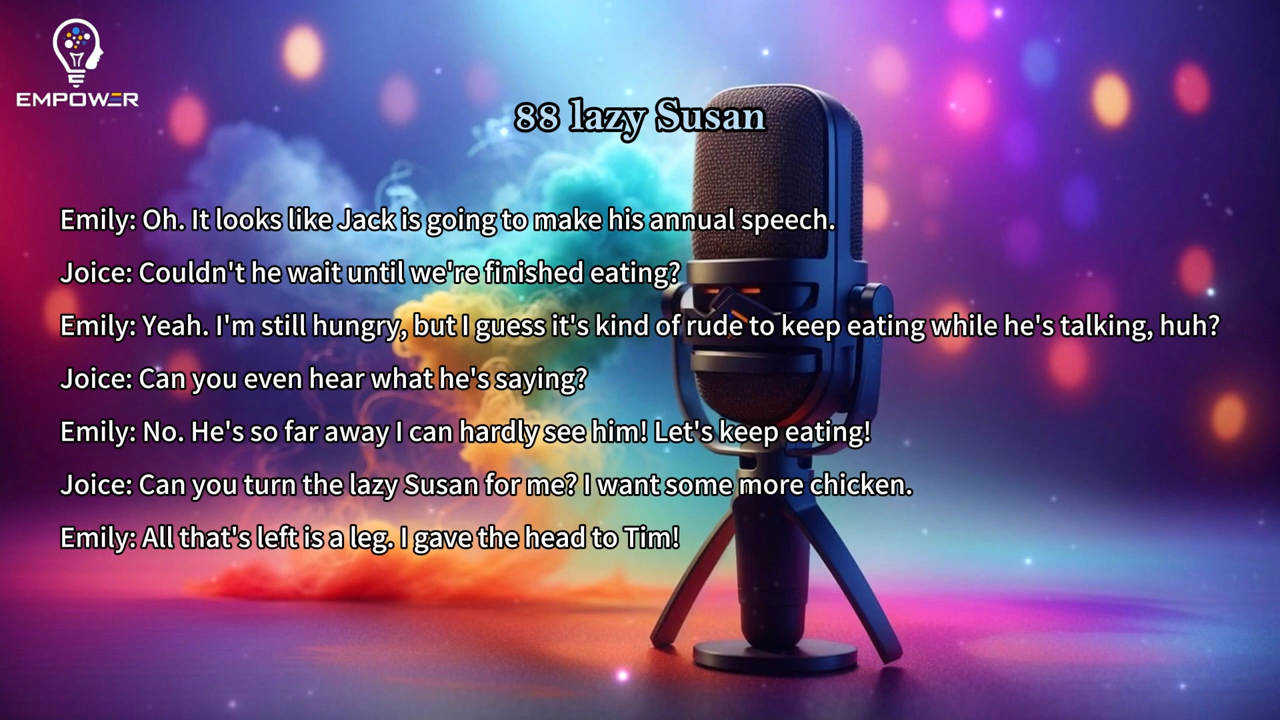 EMPOWER
88 lazy Susan
Emily: Oh. It looks like Jack is going to make his annual speech.
Joice: Couldn't he wait until we're finished eating?
Emily: Yeah. I'm still hungry, but I guess it's kind of rude to keep eating while he's talking, huh?
Joice: Can you even hear what he's saying?
Emily: No. He's so far away I can hardly see him! Let's keep eating!
Joice: Can you turn the lazy Susan for me? I want some more chicken.
Emily: All that's left is a leg. I gave the head to Tim!